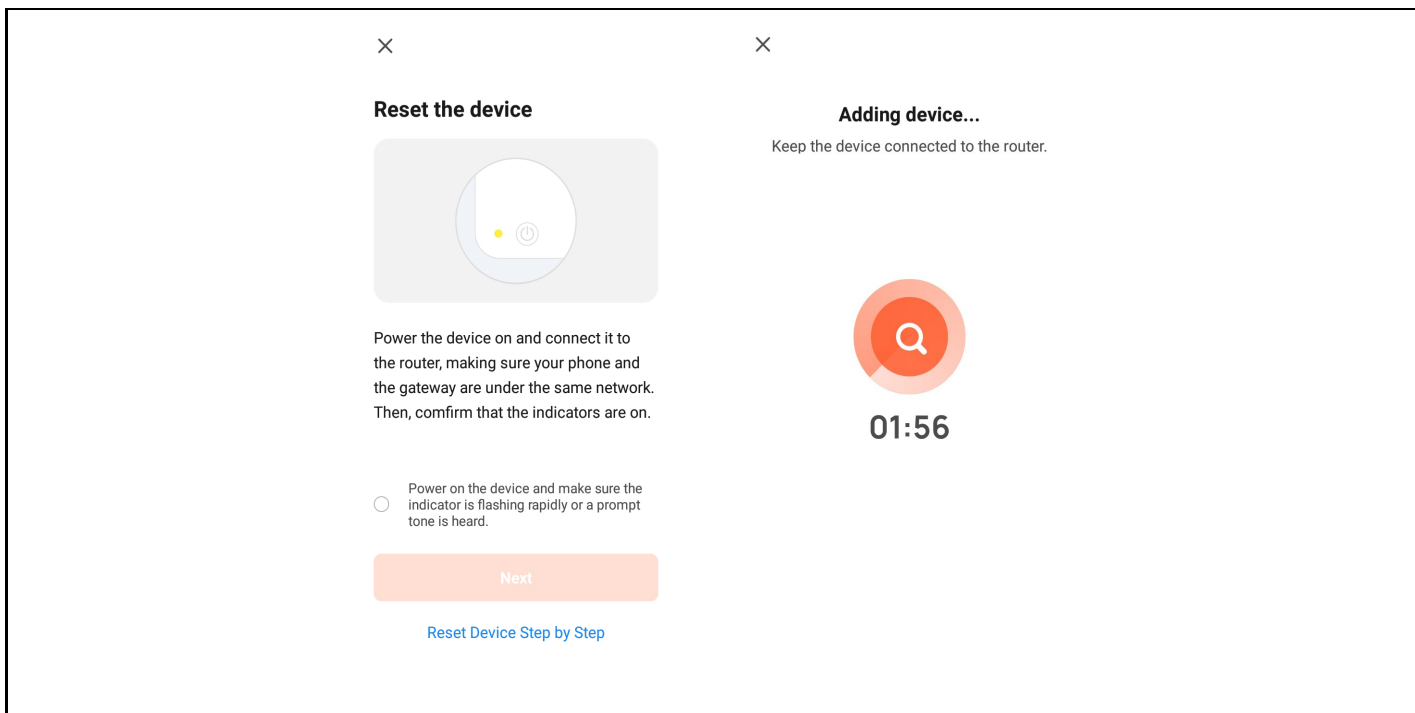 Reset the device
Power the device on and connect it to
the router, making sure your phone and
the gateway are under the same network.
Then, comfirm that the indicators are on.
Power on the device and make sure the
indicator is flashing rapidly or a prompt
tone is heard.
Next
Reset Device Step by Step
Adding device...
Keep the device connected to the router.
01:56